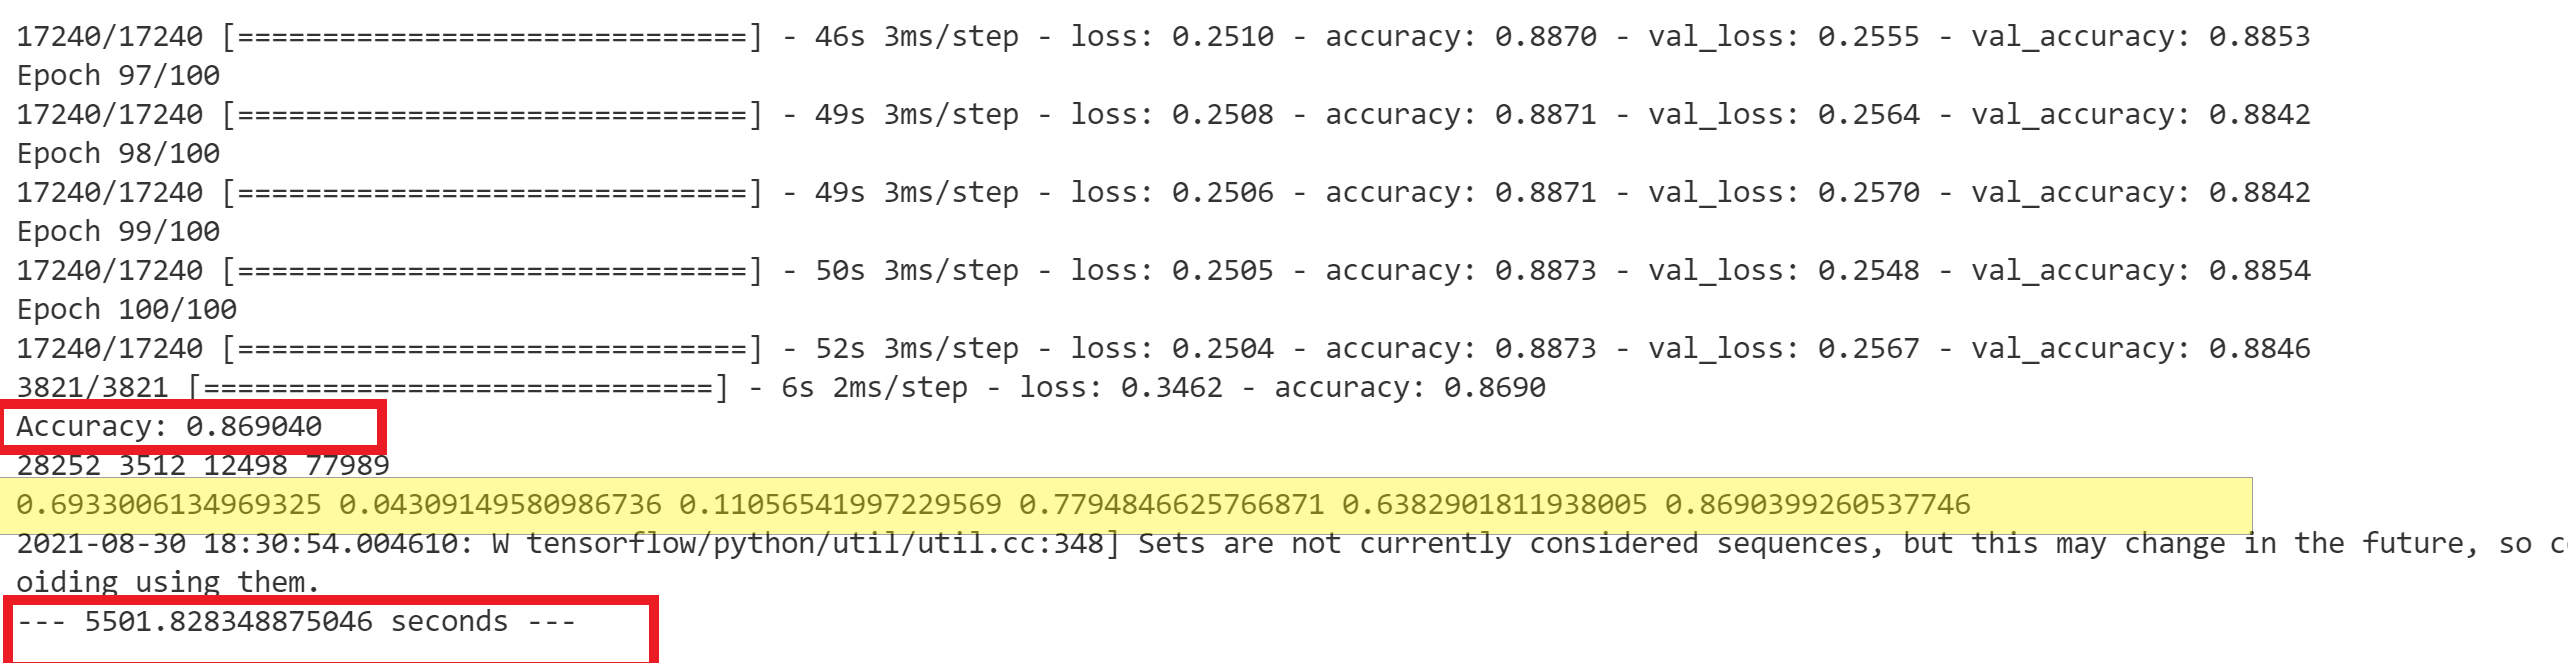 17240/17240 [==============================] - 46s 3ms/step - loss: 0.2510 - accuracy: 0.8870 - val_loss: 0.2555 - val_accuracy: 0.8853
Epoch 97/100
17240/17240 [==============================] - 49s 3ms/step - loss: 0.2508 - accuracy: 0.8871 - val_loss: 0.2564 - val_accuracy: 0.8842
Epoch 98/100
17240/17240 [==============================] - 49s 3ms/step - loss: 0.2506 - accuracy: 0.8871 - val_loss: 0.2570 - val_accuracy: 0.8842
Epoch 99/100
17240/17240 [==============================] - 50s 3ms/step - loss: 0.2505 - accuracy: 0.8873 - val_loss: 0.2548 - val_accuracy: 0.8854
Epoch 100/100
17240/17240 [==============================] - 52s 3ms/step - loss: 0.2504 - accuracy: 0.8873 - val_loss: 0.2567 - val_accuracy: 0.8846
3821/3821 [==============================] - 6s 2ms/step - loss: 0.3462 - accuracy: 0.8690
Accuracy: 0.869040
28252 3512 12498 77989
0.6933006134969325 0.04309149580986736 0.11056541997229569 0.7794846625766871 0.6382901811938005 0.8690399260537746
2021-08-30 18:30:54.004610: W tensorflow/python/util/util.cc:348] Sets are not currently considered sequences, but this may change in the future, so
oiding using them.
--- 5501.828348875046 seconds ---